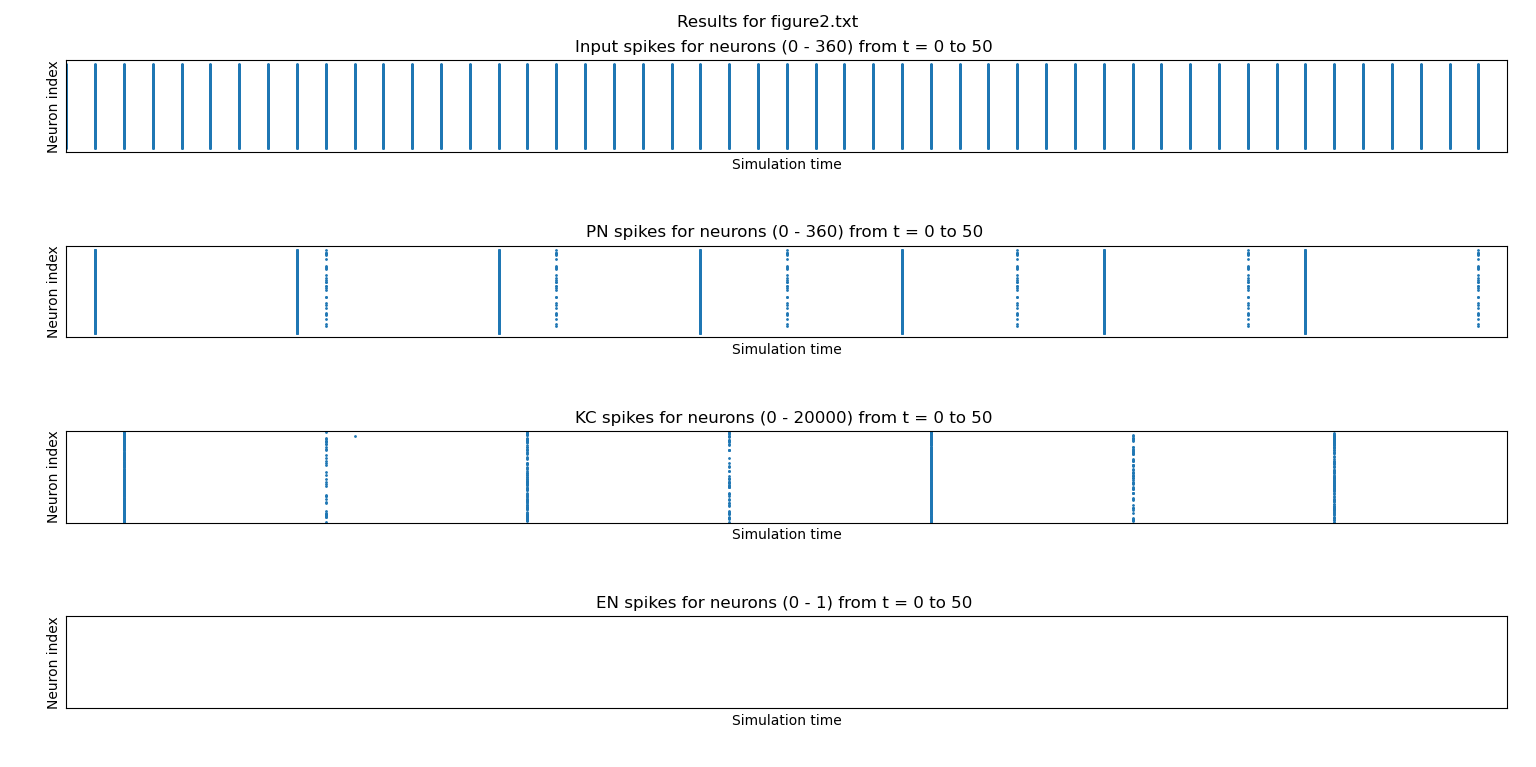 Results for figure2.txt
Input spikes for neurons (0 - 360) from t = 0 to 50
Neuron index
Simulation time
PN spikes for neurons (0 - 360) from t = 0 to 50
Neuron index
Simulation time
KC spikes for neurons (0 - 20000) from t = 0 to 50
Neuron index
Simulation time
EN spikes for neurons (0 - 1) from t = 0 to 50
Neuron index
Simulation time